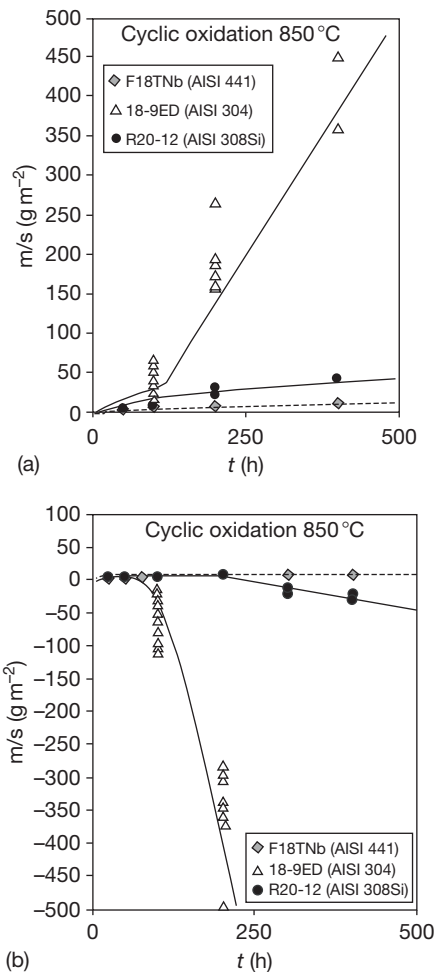 500
450
400
350
300
250
200
150
100
50
0
m/s (g m⁻²)
Cyclic oxidation 850 °C
F18TNb (AISI 441)
18-9ED (AISI 304)
R20-12 (AISI 308Si)
0
250
500
t (h)
(a)
100
50
0
−50
−100
−150
−200
−250
−300
−350
−400
−450
−500
m/s (g m⁻²)
Cyclic oxidation 850 °C
F18TNb (AISI 441)
18-9ED (AISI 304)
R20-12 (AISI 308Si)
0
250
500
t (h)
(b)